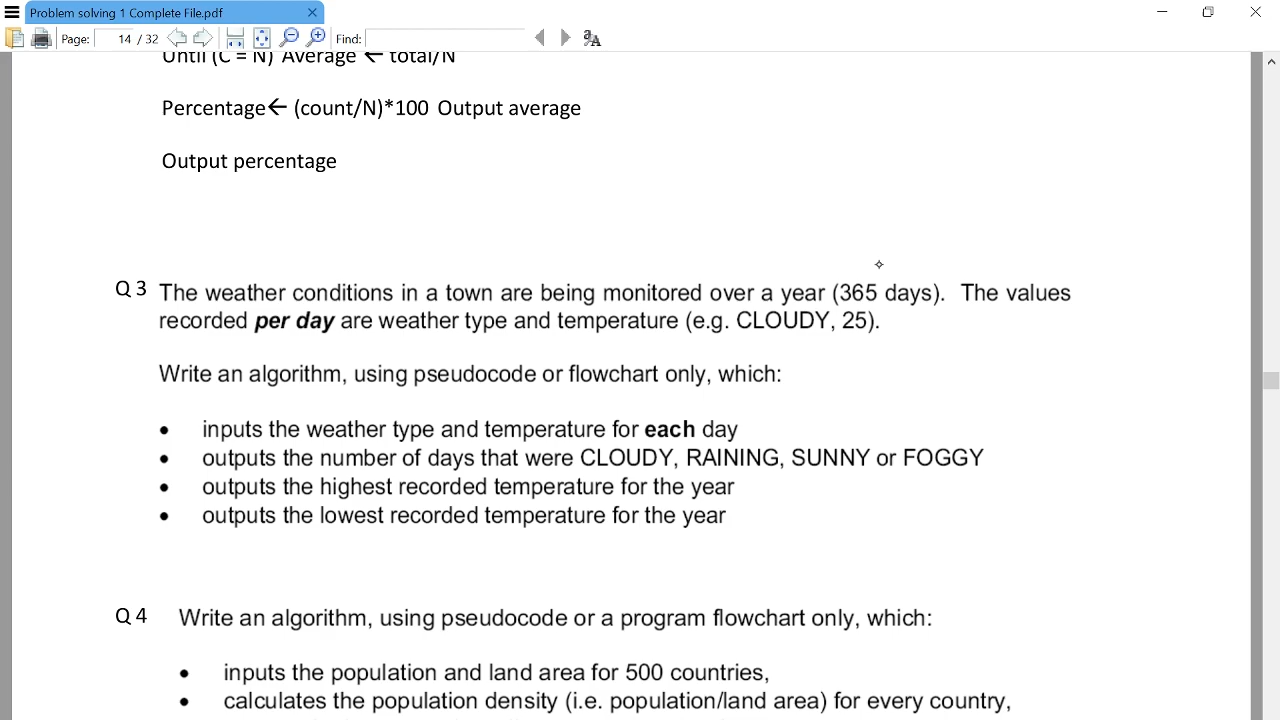 Problem solving 1 Complete File.pdf
Page: 14 / 32 Find:
Until (C = N) Average ← total/N
Percentage← (count/N)*100 Output average
Output percentage
Q 3 The weather conditions in a town are being monitored over a year (365 days). The values
recorded per day are weather type and temperature (e.g. CLOUDY, 25).
Write an algorithm, using pseudocode or flowchart only, which:
• inputs the weather type and temperature for each day
• outputs the number of days that were CLOUDY, RAINING, SUNNY or FOGGY
• outputs the highest recorded temperature for the year
• outputs the lowest recorded temperature for the year
Q 4 Write an algorithm, using pseudocode or a program flowchart only, which:
• inputs the population and land area for 500 countries,
• calculates the population density (i.e. population/land area) for every country,